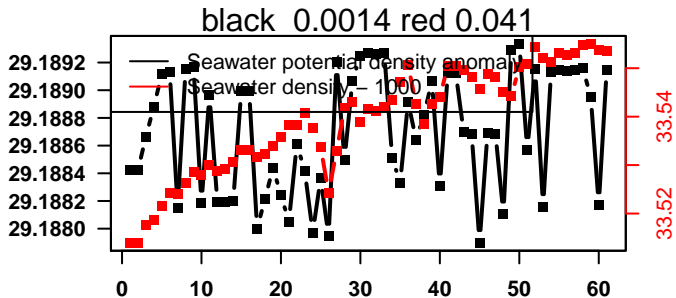 black 0.0014 red 0.041
Seawater potential density anomaly
Seawater density - 1000
29.1892
29.1890
29.1888
29.1886
29.1884
29.1882
29.1880
33.54
33.52
0 10 20 30 40 50 60